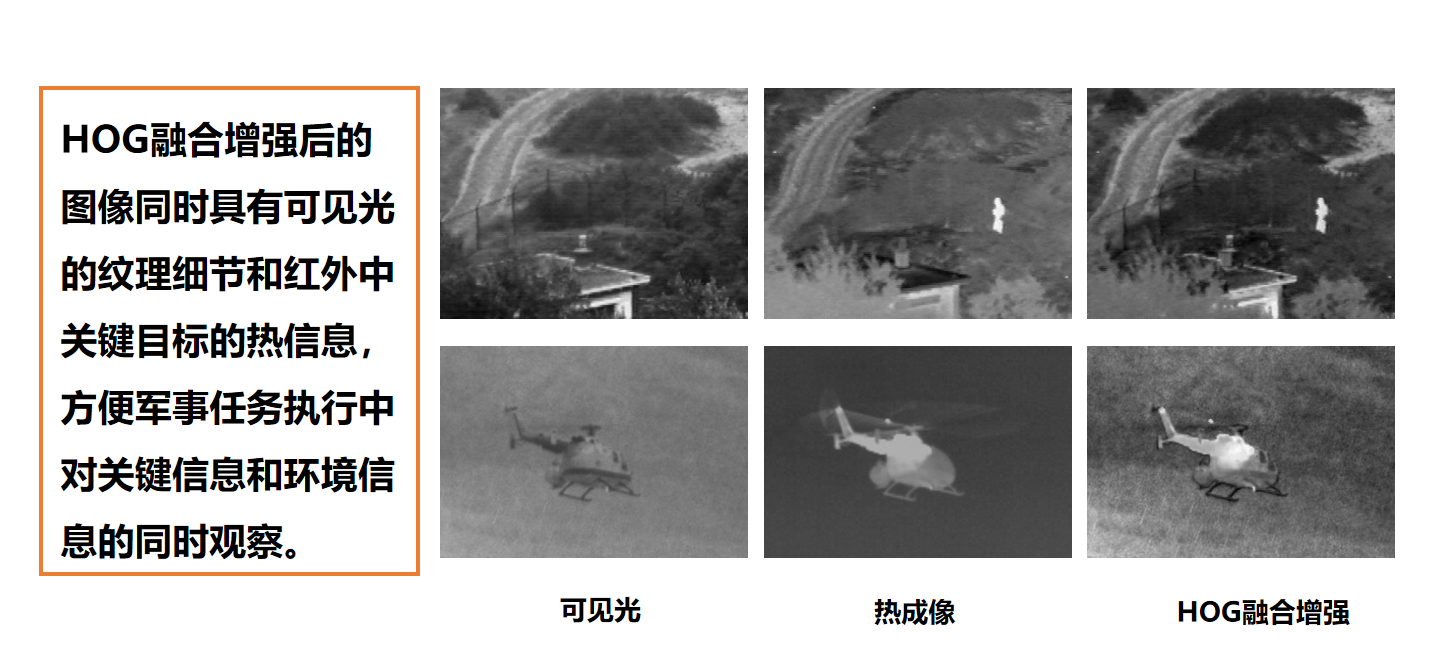 HOG融合增强后的
图像同时具有可见光
的纹理细节和红外中
关键目标的热信息，
方便军事任务执行中
对关键信息和环境信
息的同时观察。
可见光
热成像
HOG融合增强